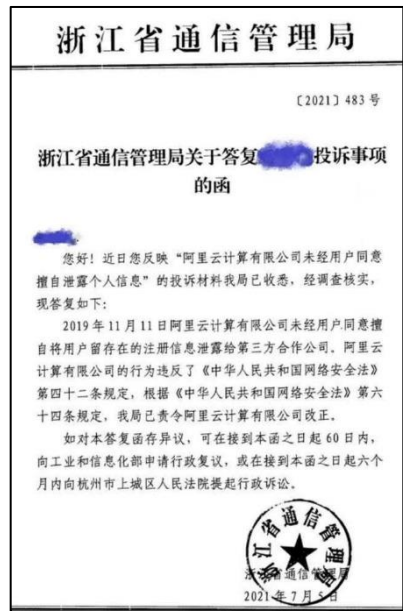 浙江省通信管理局
〔2021〕483号
浙江省通信管理局关于答复 投诉事项
的函
您好！近日您反映“阿里云计算有限公司未经用户同意
擅自泄露个人信息”的投诉材料我局已收悉，经调查核实，
现答复如下：
2019年11月11日阿里云计算有限公司未经用户同意擅
自将用户留存在的注册信息泄露给第三方合作公司。阿里云
计算有限公司的行为违反了《中华人民共和国网络安全法》
第四十二条规定，根据《中华人民共和国网络安全法》第六
十四条规定，我局已责令阿里云计算有限公司改正。
如对本答复函存异议，可在接到本函之日起60日内，
向工业和信息化部申请行政复议，或在接到本函之日起六个
月内向杭州市上城区人民法院提起行政诉讼。
浙江省通信管理局
浙江省通信管理局
2021年7月5日